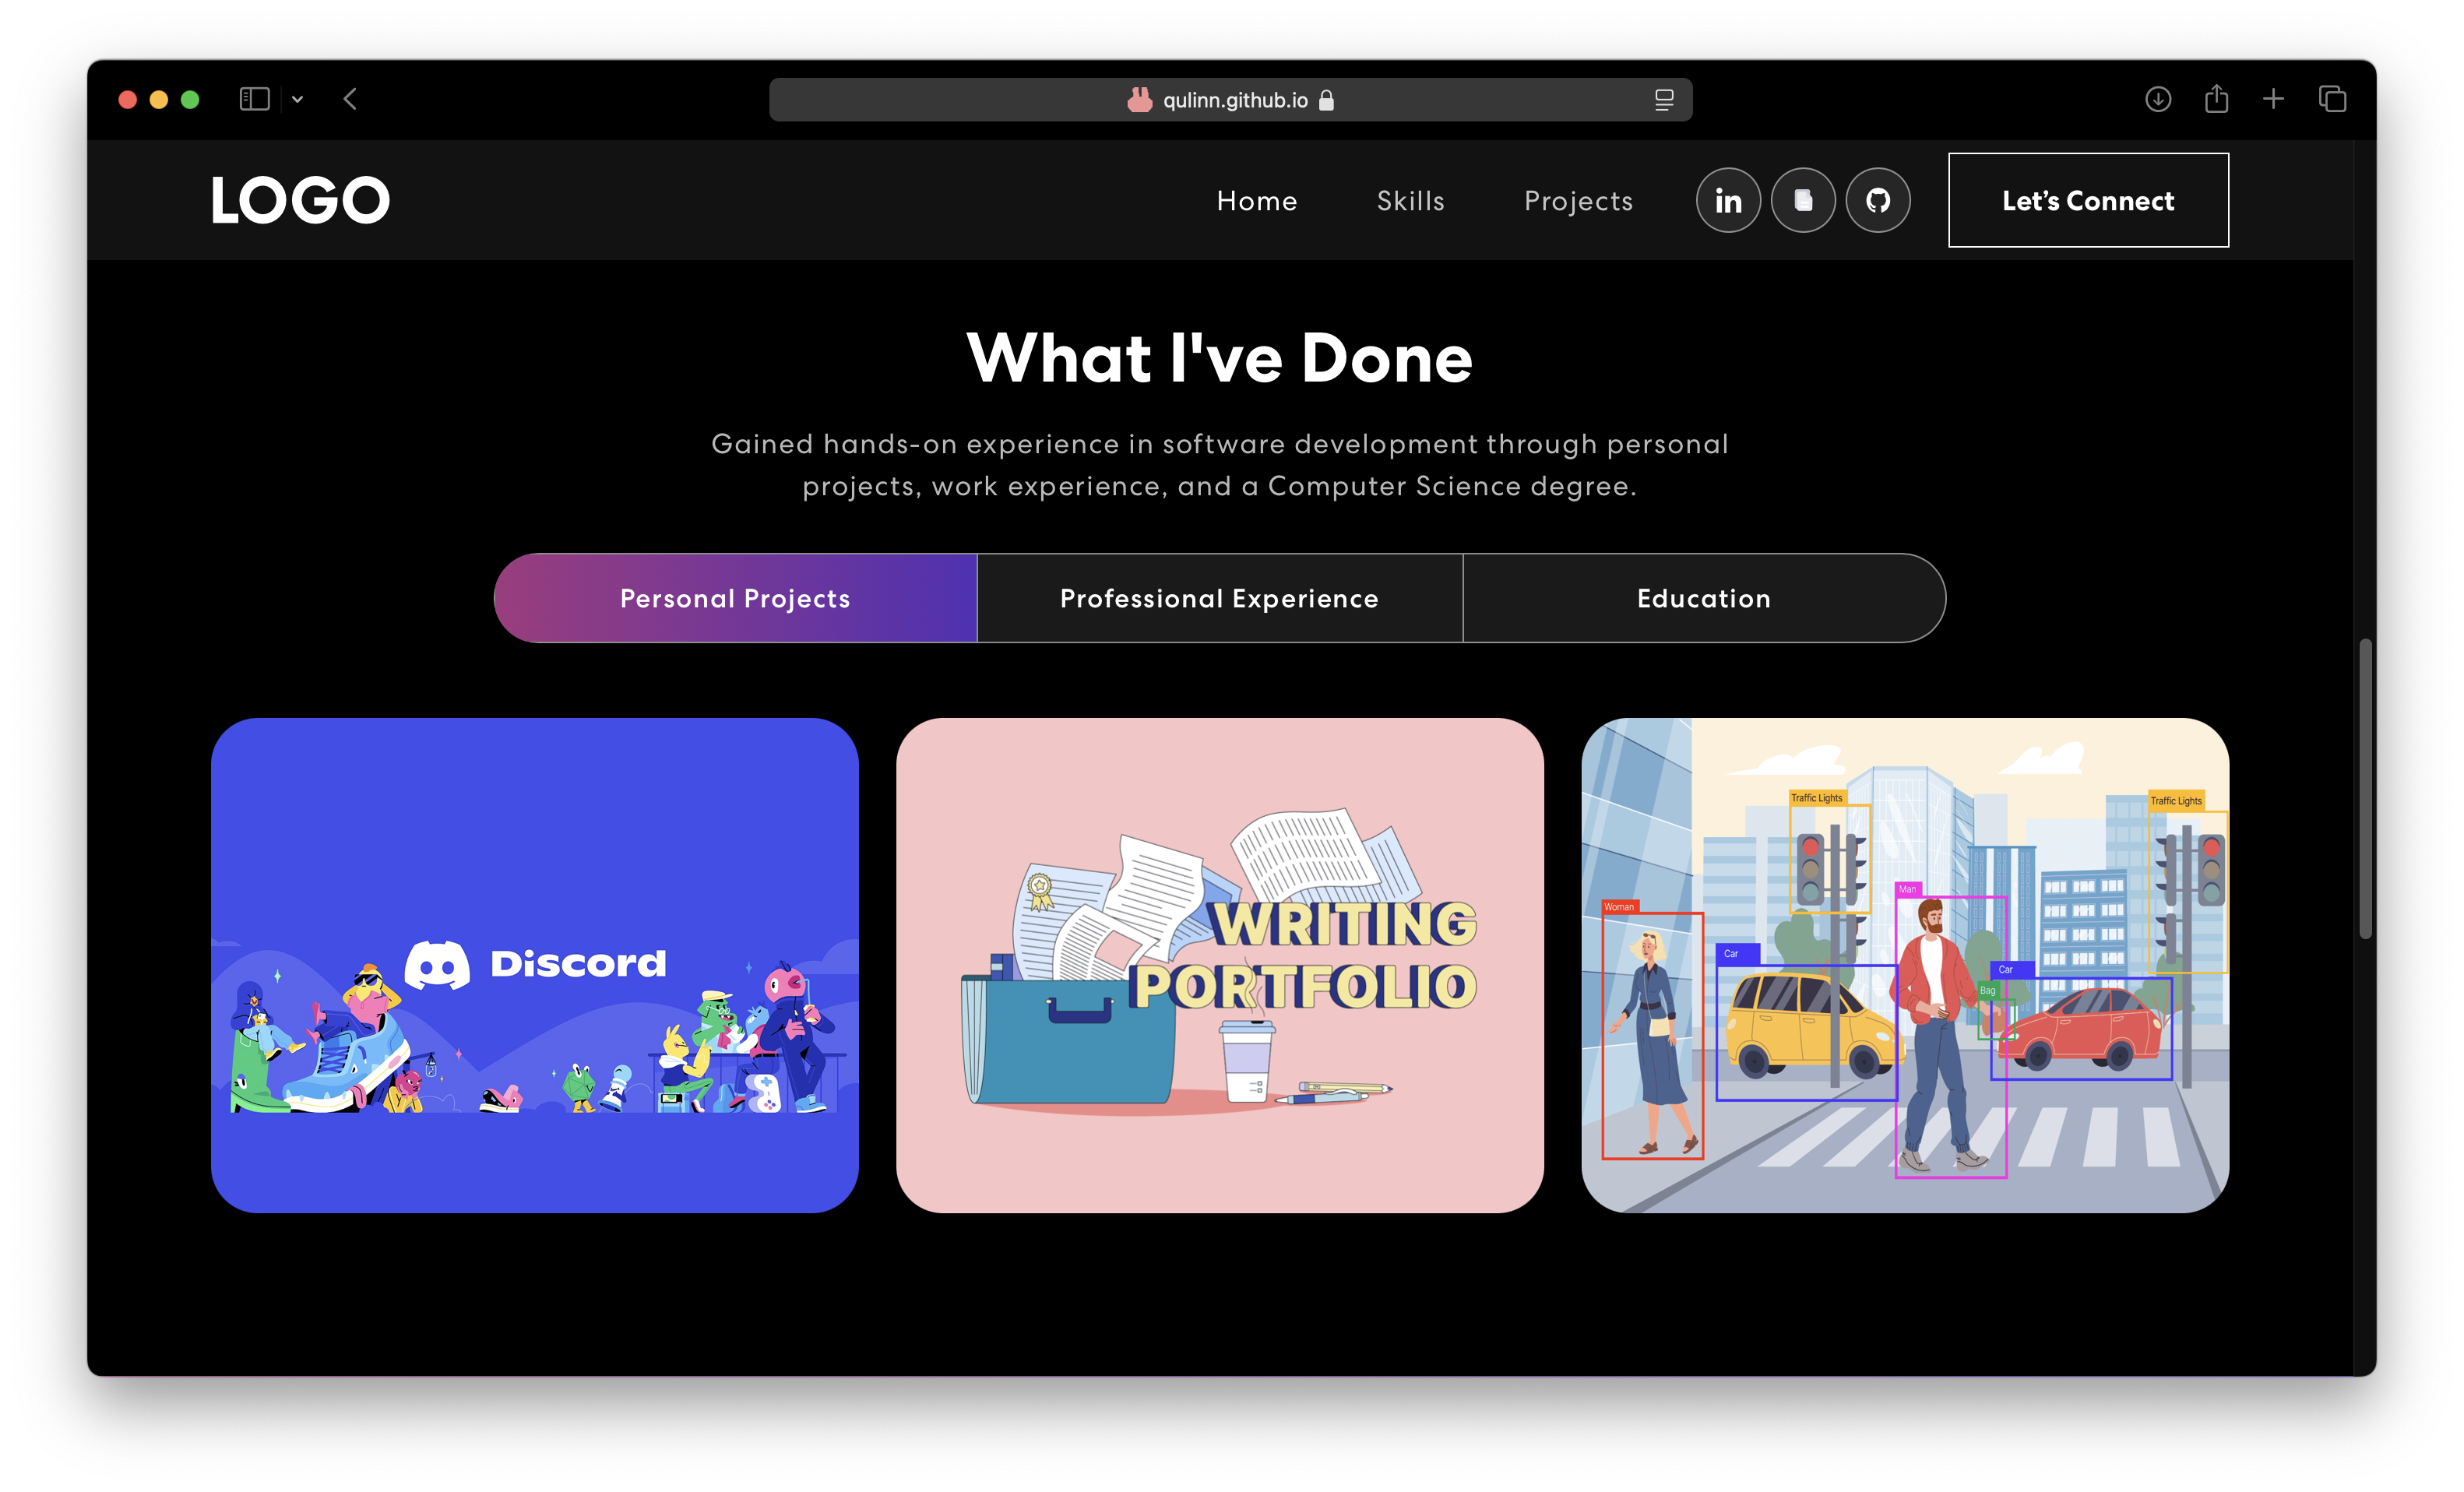 qulinn.github.io
LOGO
Home
Skills
Projects
in
Let’s Connect
What I've Done
Gained hands-on experience in software development through personal
projects, work experience, and a Computer Science degree.
Personal Projects
Professional Experience
Education
Discord
WRITING
PORTFOLIO
Traffic Lights
Traffic Lights
Man
Woman
Car
Car
Bag